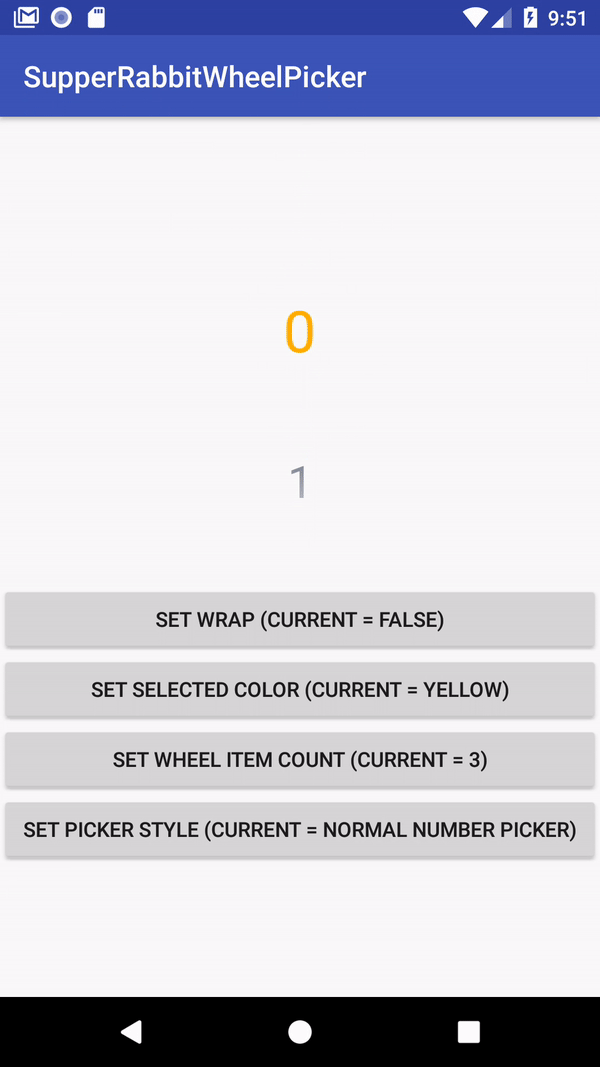 9:51
SupperRabbitWheelPicker
0
1
SET WRAP (CURRENT = FALSE)
SET SELECTED COLOR (CURRENT = YELLOW)
SET WHEEL ITEM COUNT (CURRENT = 3)
SET PICKER STYLE (CURRENT = NORMAL NUMBER PICKER)